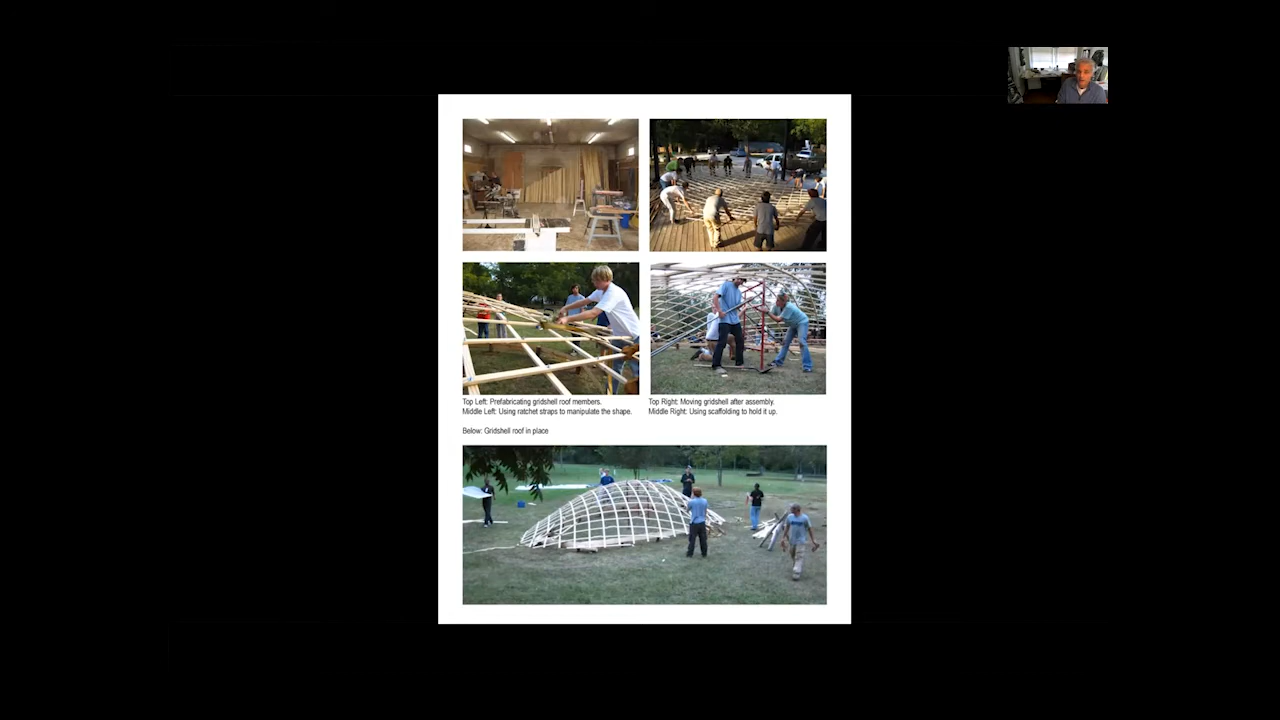 Top Left: Prefabricating gridshell roof members.
Top Right: Moving gridshell after assembly.
Middle Left: Using ratchet straps to manipulate the shape.
Middle Right: Using scaffolding to hold it up.
Below: Gridshell roof in place